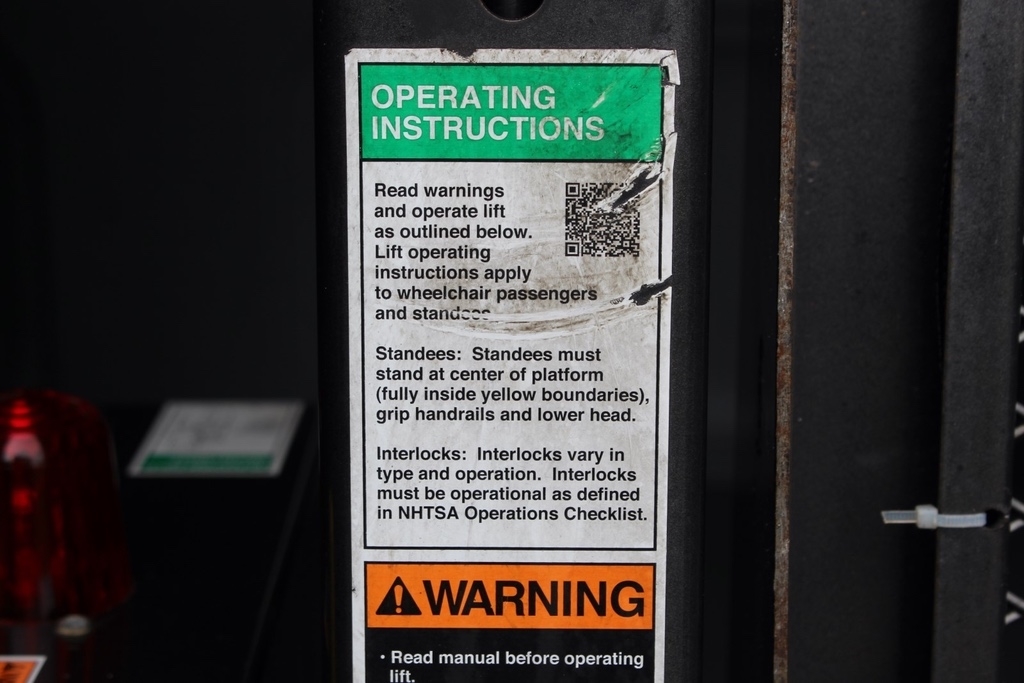 OPERATING
INSTRUCTIONS
Read warnings
and operate lift
as outlined below.
Lift operating
instructions apply
to wheelchair passengers
and standees
Standees: Standees must
stand at center of platform
(fully inside yellow boundaries),
grip handrails and lower head.
Interlocks: Interlocks vary in
type and operation. Interlocks
must be operational as defined
in NHTSA Operations Checklist.
WARNING
• Read manual before operating
lift.